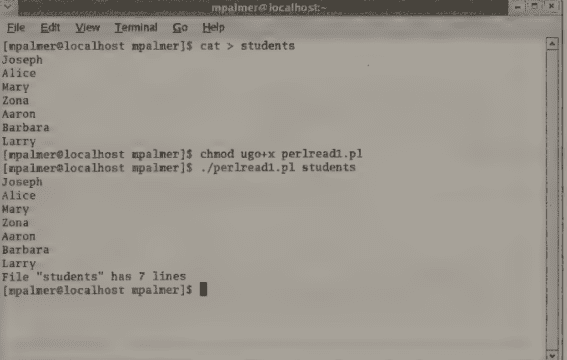 mpalmer@localhost:~
File Edit View Terminal Go Help
[mpalmer@localhost mpalmer]$ cat > students
Joseph
Alice
Mary
Zona
Aaron
Barbara
Larry
[mpalmer@localhost mpalmer]$ chmod ugo+x perlread1.pl
[mpalmer@localhost mpalmer]$ ./perlread1.pl students
Joseph
Alice
Mary
Zona
Aaron
Barbara
Larry
File "students" has 7 lines
[mpalmer@localhost mpalmer]$